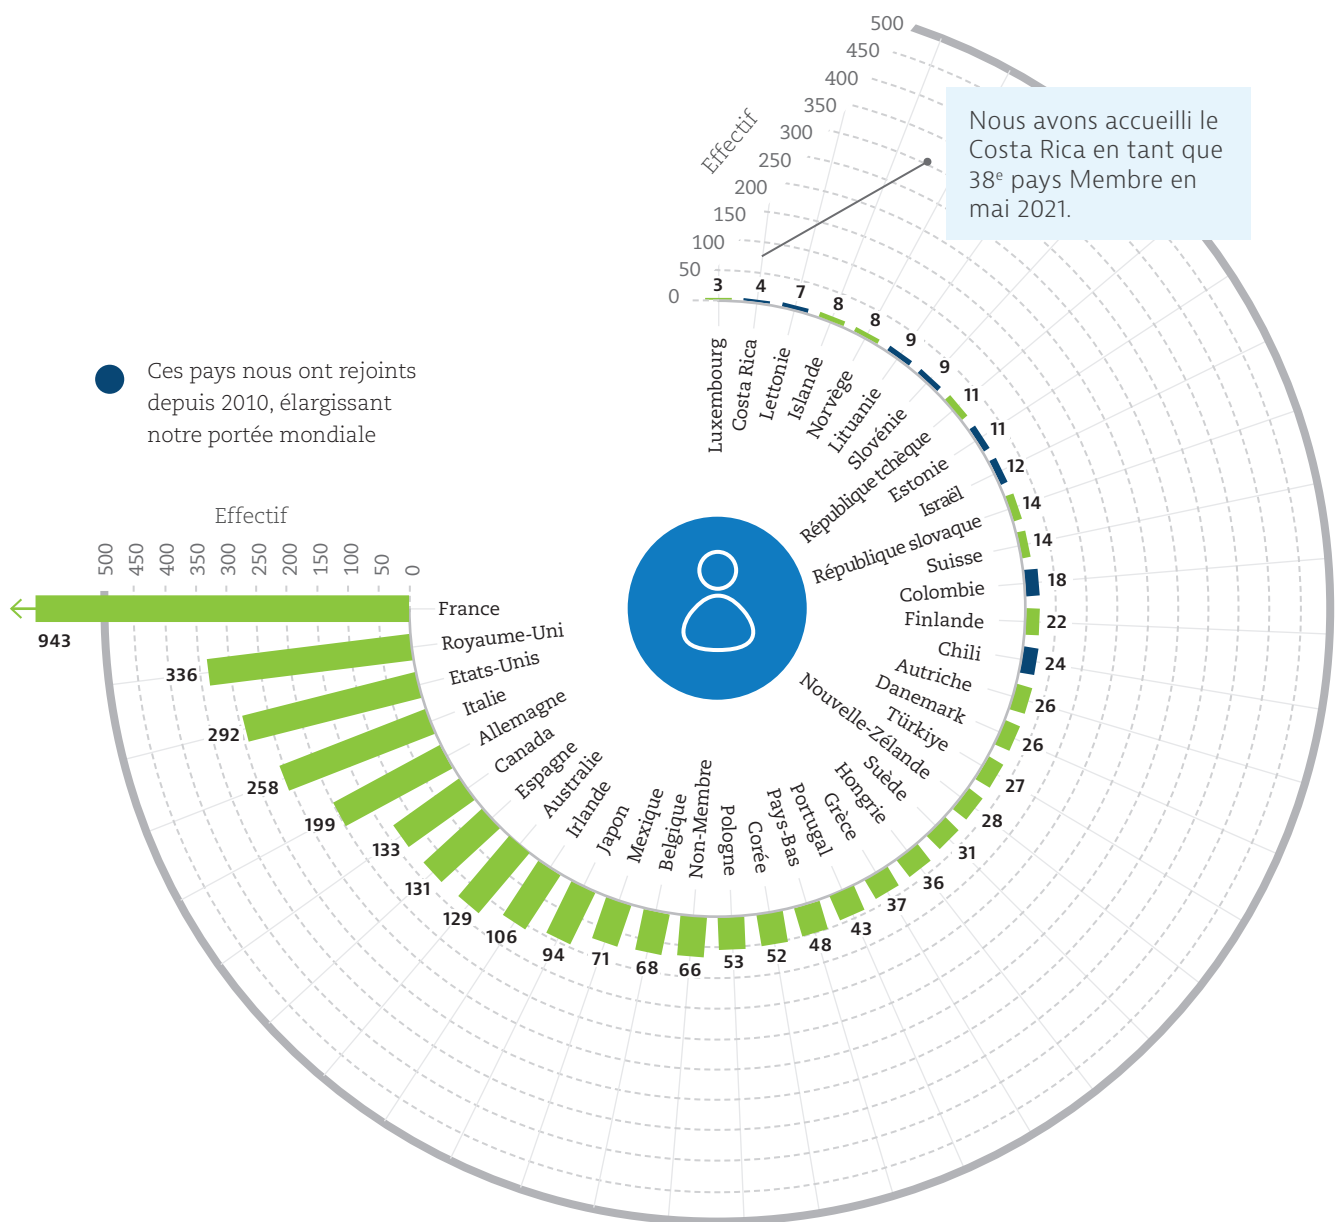 500
450
400
350
300
250
200
150
100
50
0
Effectif
Nous avons accueilli le
Costa Rica en tant que
38e pays Membre en
mai 2021.
Ces pays nous ont rejoints
depuis 2010, élargissant
notre portée mondiale
Effectif
500
450
400
350
300
250
200
150
100
50
0
Luxembourg 3
Costa Rica 4
Lettonie 7
Islande 8
Norvège 8
Lituanie 9
Slovénie 9
République tchèque 11
Estonie 11
Israël 12
République slovaque 14
Suisse 14
Colombie 18
Finlande 22
Chili 24
Autriche 26
Danemark 26
Türkiye 27
Nouvelle-Zélande 28
Suède 31
Hongrie 36
Grèce 37
Portugal 43
Pays-Bas 48
Corée 52
Pologne 53
Non-Membre 66
Belgique 68
Mexique 71
Japon 94
Irlande 106
Australie 129
Espagne 131
Canada 133
Allemagne 199
Italie 258
Etats-Unis 292
Royaume-Uni 336
France 943